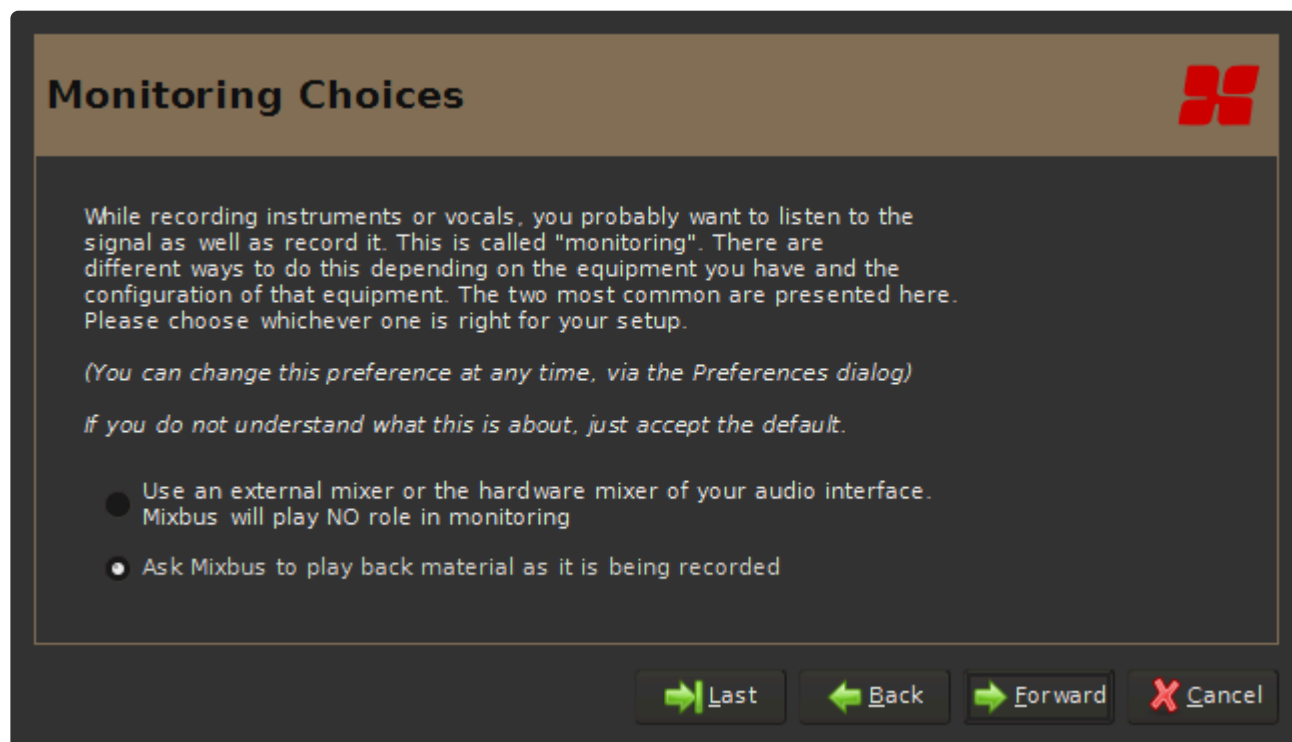 Monitoring Choices
While recording instruments or vocals, you probably want to listen to the
signal as well as record it. This is called "monitoring". There are
different ways to do this depending on the equipment you have and the
configuration of that equipment. The two most common are presented here.
Please choose whichever one is right for your setup.
(You can change this preference at any time, via the Preferences dialog)
If you do not understand what this is about, just accept the default.
Use an external mixer or the hardware mixer of your audio interface.
Mixbus will play NO role in monitoring
Ask Mixbus to play back material as it is being recorded
Last Back Forward Cancel